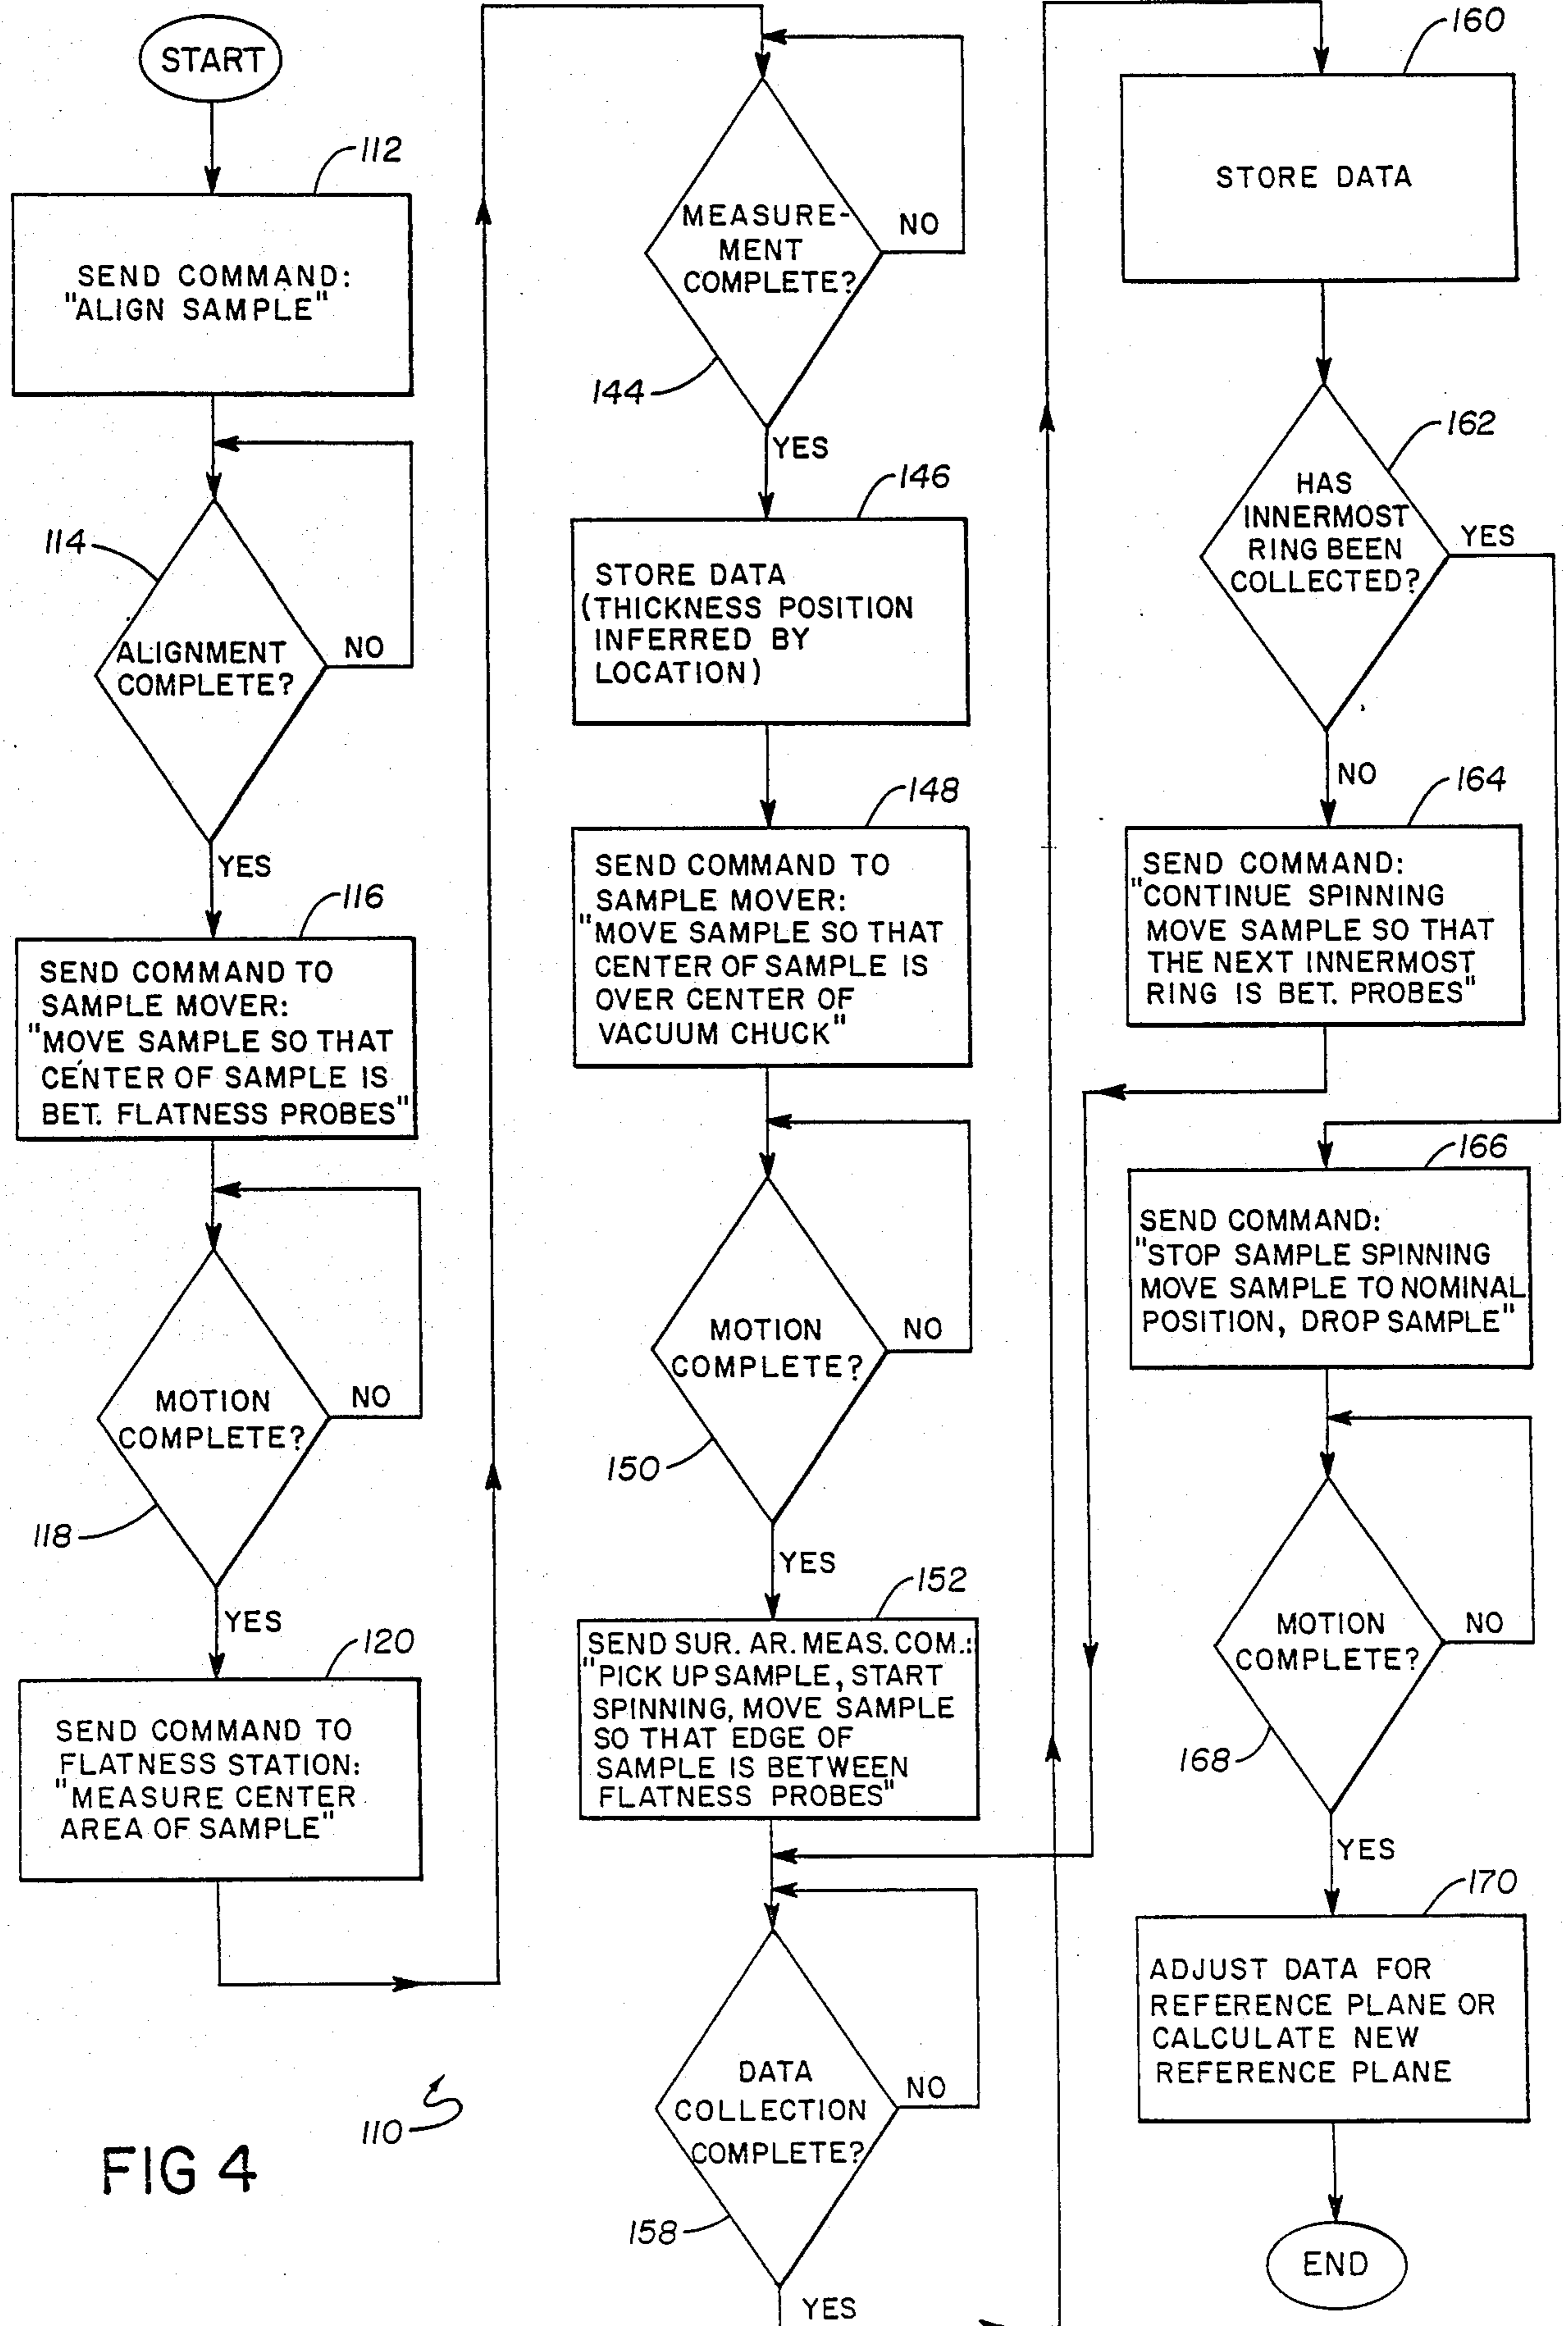 START
112
SEND COMMAND:
"ALIGN SAMPLE"
114
ALIGNMENT
COMPLETE?
NO
YES
116
SEND COMMAND TO
SAMPLE MOVER:
"MOVE SAMPLE SO THAT
CENTER OF SAMPLE IS
BET. FLATNESS PROBES"
MOTION
COMPLETE?
NO
118
YES
120
SEND COMMAND TO
FLATNESS STATION:
"MEASURE CENTER
AREA OF SAMPLE"
110
FIG 4
MEASURE-
MENT
COMPLETE?
NO
144
YES
146
STORE DATA
(THICKNESS POSITION
INFERRED BY
LOCATION)
148
SEND COMMAND TO
SAMPLE MOVER:
"MOVE SAMPLE SO THAT
CENTER OF SAMPLE IS
OVER CENTER OF
VACUUM CHUCK"
MOTION
COMPLETE?
NO
150
YES
152
SEND SUR. AR. MEAS. COM.:
"PICK UP SAMPLE, START
SPINNING, MOVE SAMPLE
SO THAT EDGE OF
SAMPLE IS BETWEEN
FLATNESS PROBES"
DATA
COLLECTION
COMPLETE?
NO
158
YES
160
STORE DATA
162
HAS
INNERMOST
RING BEEN
COLLECTED?
YES
NO
164
SEND COMMAND:
"CONTINUE SPINNING
MOVE SAMPLE SO THAT
THE NEXT INNERMOST
RING IS BET. PROBES"
166
SEND COMMAND:
"STOP SAMPLE SPINNING
MOVE SAMPLE TO NOMINAL
POSITION, DROP SAMPLE"
MOTION
COMPLETE?
NO
168
YES
170
ADJUST DATA FOR
REFERENCE PLANE OR
CALCULATE NEW
REFERENCE PLANE
END